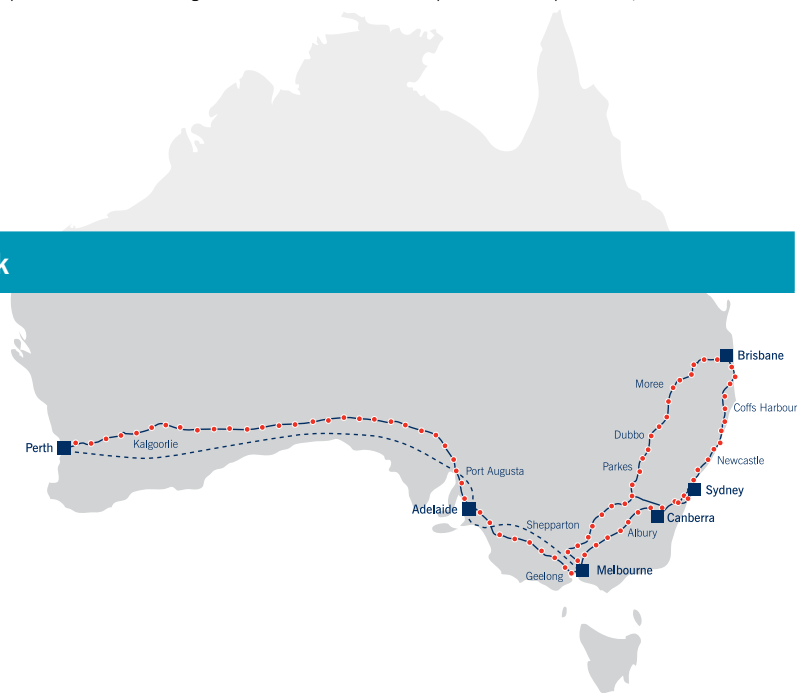 k
Brisbane
Moree
Coffs Harbour
Dubbo
Kalgoorlie
Perth
Newcastle
Parkes
Port Augusta
Sydney
Adelaide
Canberra
Shepparton
Albury
Melbourne
Geelong